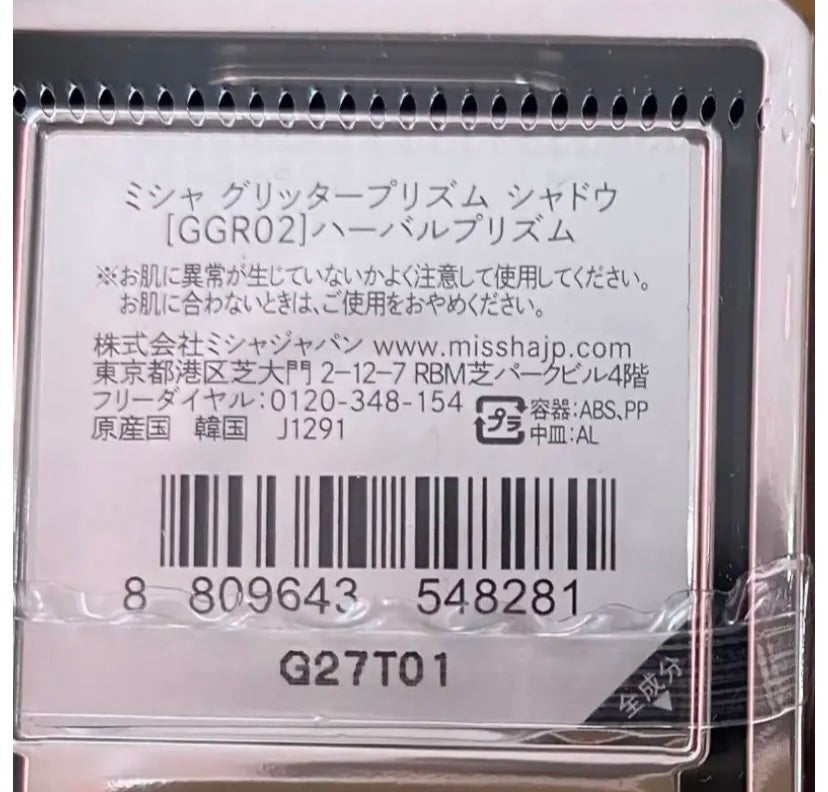 ミシャ グリッタープリズム シャドウ
[GGR02]ハーバルプリズム
※お肌に異常が生じていないかよく注意して使用してください。
お肌に合わないときは、ご使用をおやめください。
株式会社ミシャジャパン www.misshajp.com
東京都港区芝大門 2-12-7 RBM芝パークビル4階
フリーダイヤル:0120-348-154
原産国 韓国 J1291
プラ
容器:ABS、PP
中皿:AL
8 809643 548281
G27T01
全成分